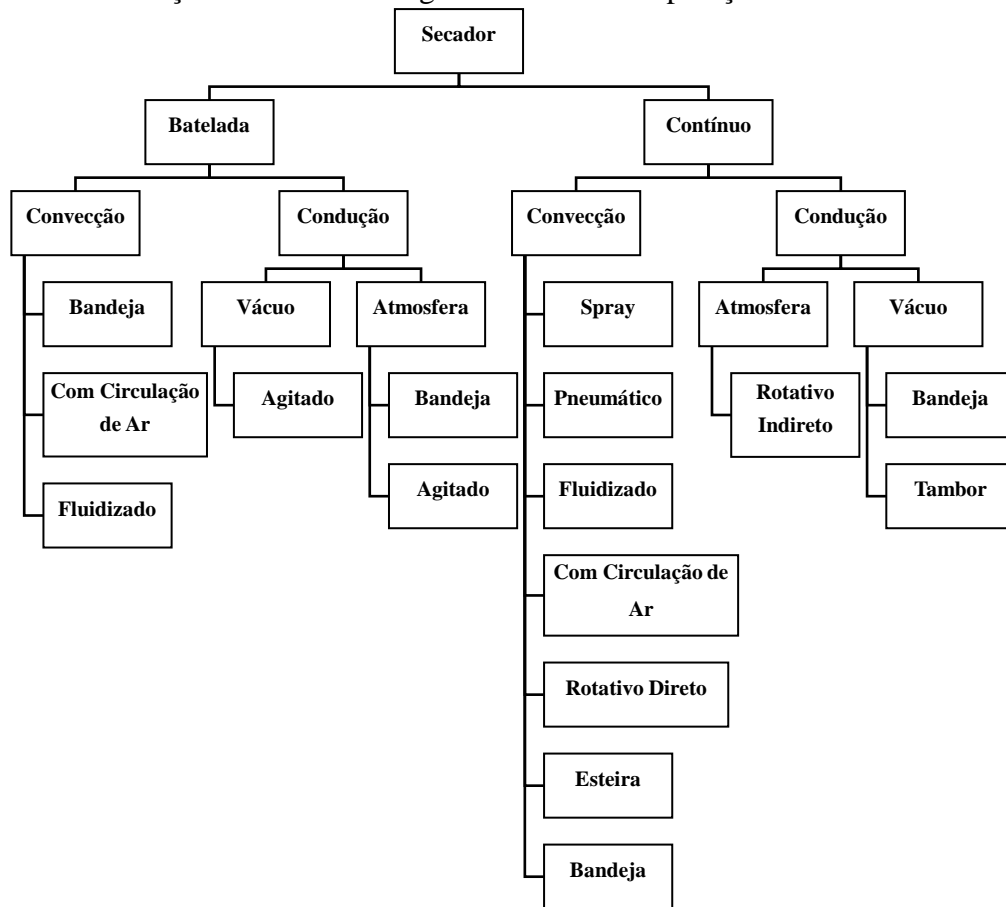 Secador
Batelada
Contínuo
Convecção
Condução
Convecção
Condução
Bandeja
Vácuo
Atmosfera
Spray
Atmosfera
Vácuo
Com Circulação
de Ar
Agitado
Bandeja
Pneumático
Rotativo
Indireto
Bandeja
Fluidizado
Agitado
Fluidizado
Tambor
Com Circulação de
Ar
Rotativo Direto
Esteira
Bandeja